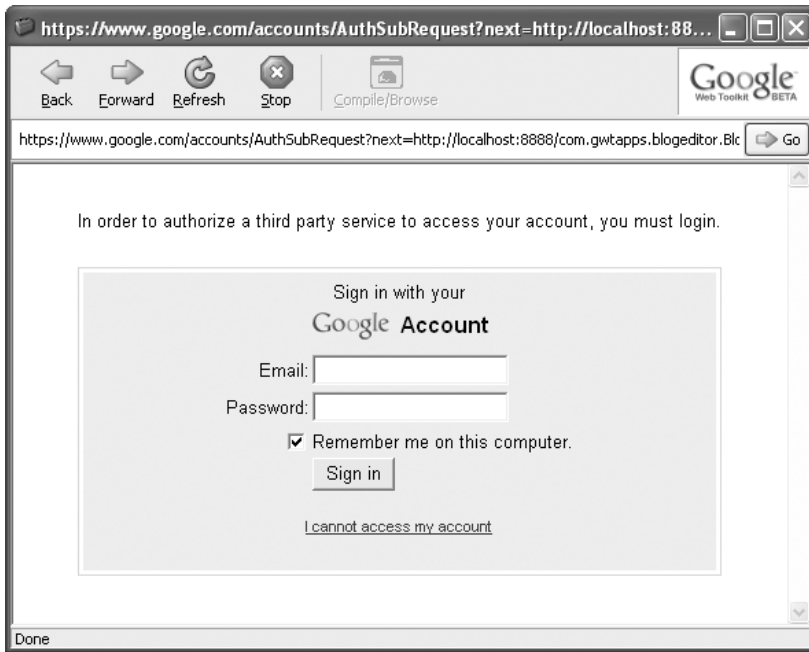 https://www.google.com/accounts/AuthSubRequest?next=http://localhost:88...
Back Forward Refresh Stop Compile/Browse
Google
Web Toolkit BETA
https://www.google.com/accounts/AuthSubRequest?next=http://localhost:8888/com.gwtapps.blogeditor.Blc Go
In order to authorize a third party service to access your account, you must login.
Sign in with your
Google Account
Email:
Password:
Remember me on this computer.
Sign in
I cannot access my account
Done